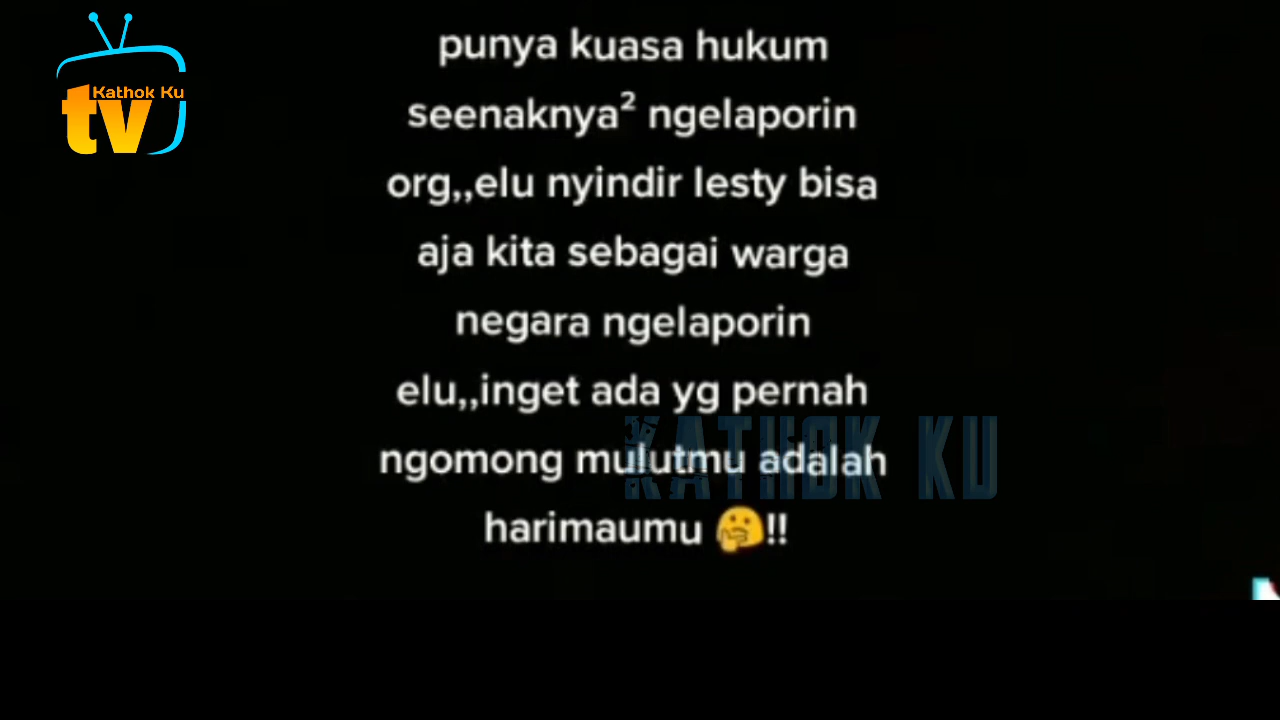 Kathok Ku
tv
punya kuasa hukum
seenaknya² ngelaporin
org,,elu nyindir lesty bisa
aja kita sebagai warga
negara ngelaporin
elu,,inget ada yg pernah
ngomong mulutmu adalah
harimaumu 🤔!!
KATHOK KU